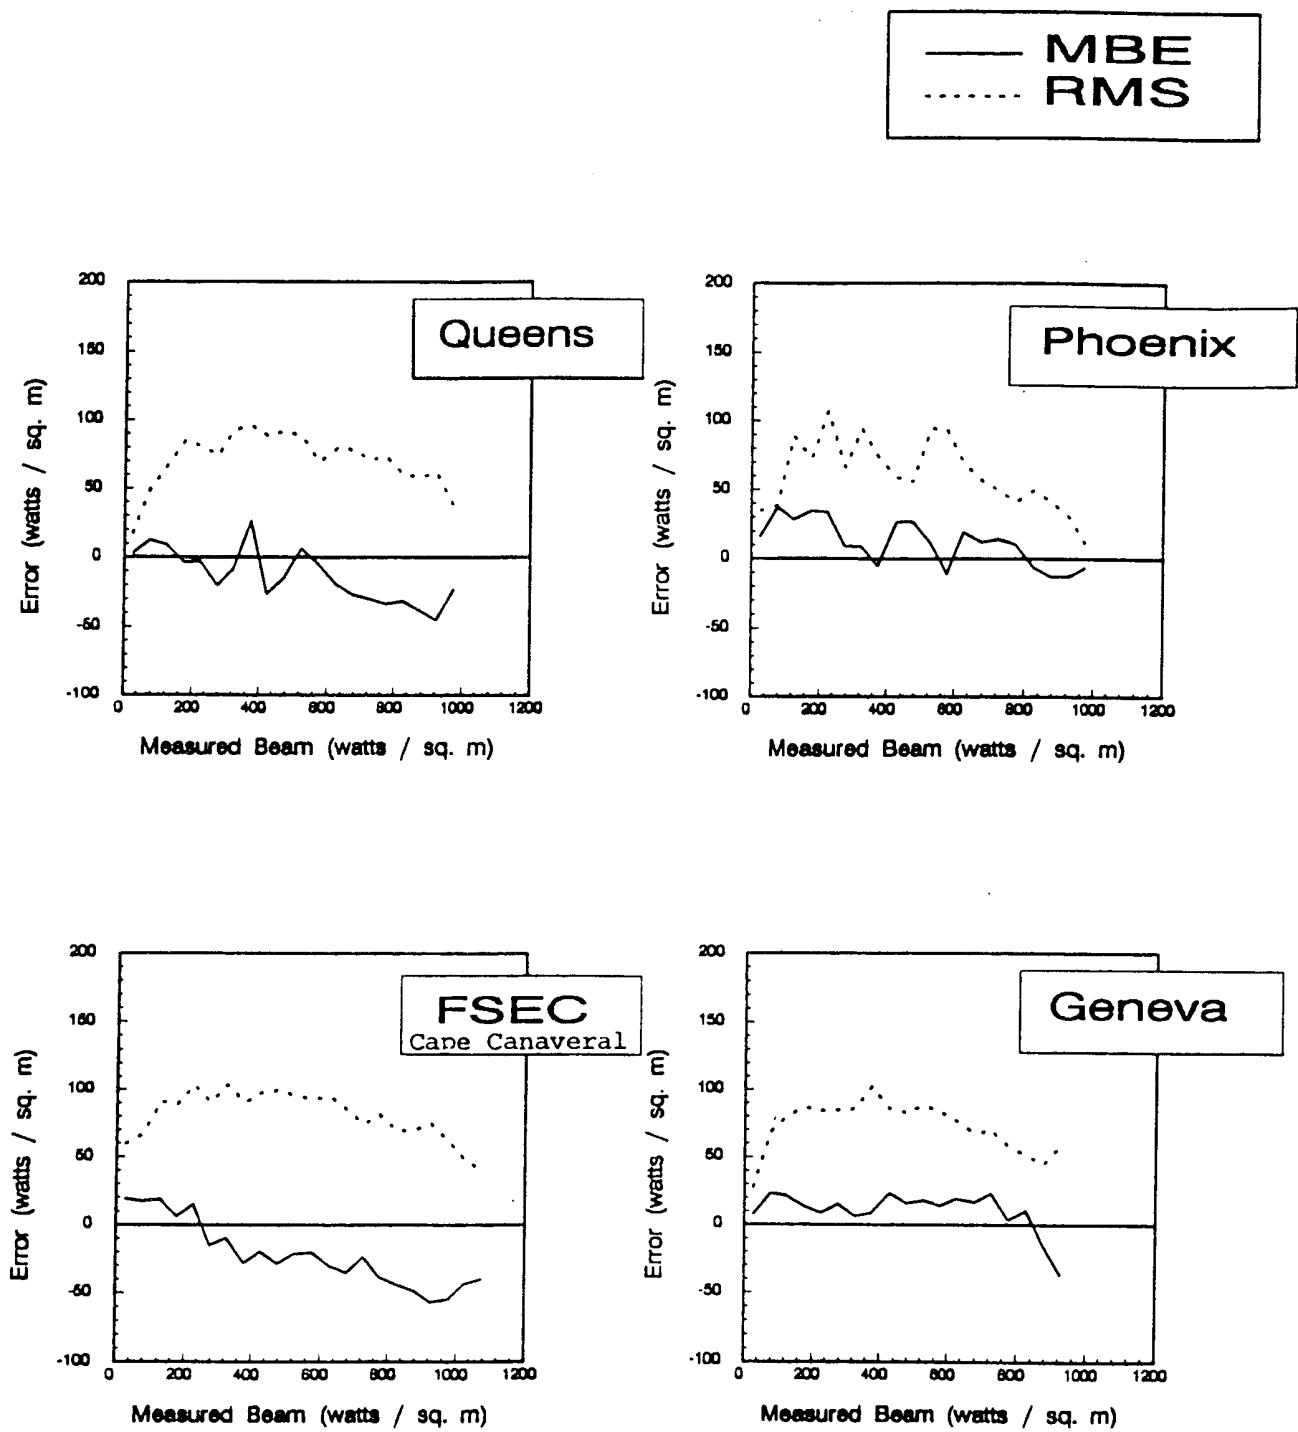 MBE
RMS
Queens
200
150
100
50
0
-50
-100
0 200 400 600 800 1000 1200
Error (watts / sq. m)
Measured Beam (watts / sq. m)
Phoenix
200
150
100
50
0
-50
-100
0 200 400 600 800 1000 1200
Error (watts / sq. m)
Measured Beam (watts / sq. m)
FSEC
Cape Canaveral
200
150
100
50
0
-50
-100
0 200 400 600 800 1000 1200
Error (watts / sq. m)
Measured Beam (watts / sq. m)
Geneva
200
150
100
50
0
-50
-100
0 200 400 600 800 1000 1200
Error (watts / sq. m)
Measured Beam (watts / sq. m)